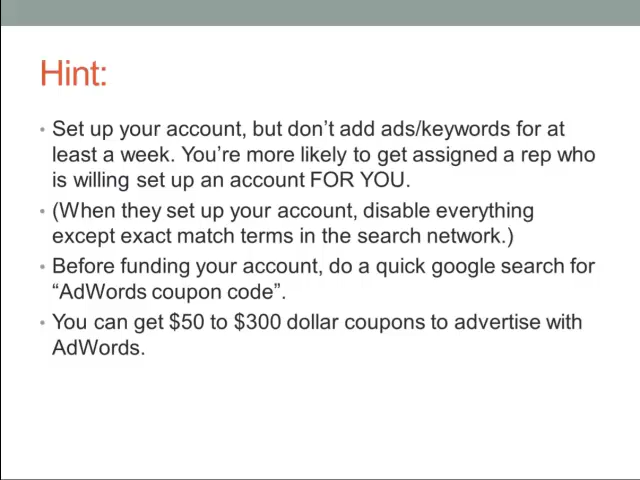 Hint:
• Set up your account, but don’t add ads/keywords for at
least a week. You’re more likely to get assigned a rep who
is willing set up an account FOR YOU.
• (When they set up your account, disable everything
except exact match terms in the search network.)
• Before funding your account, do a quick google search for
“AdWords coupon code”.
• You can get $50 to $300 dollar coupons to advertise with
AdWords.